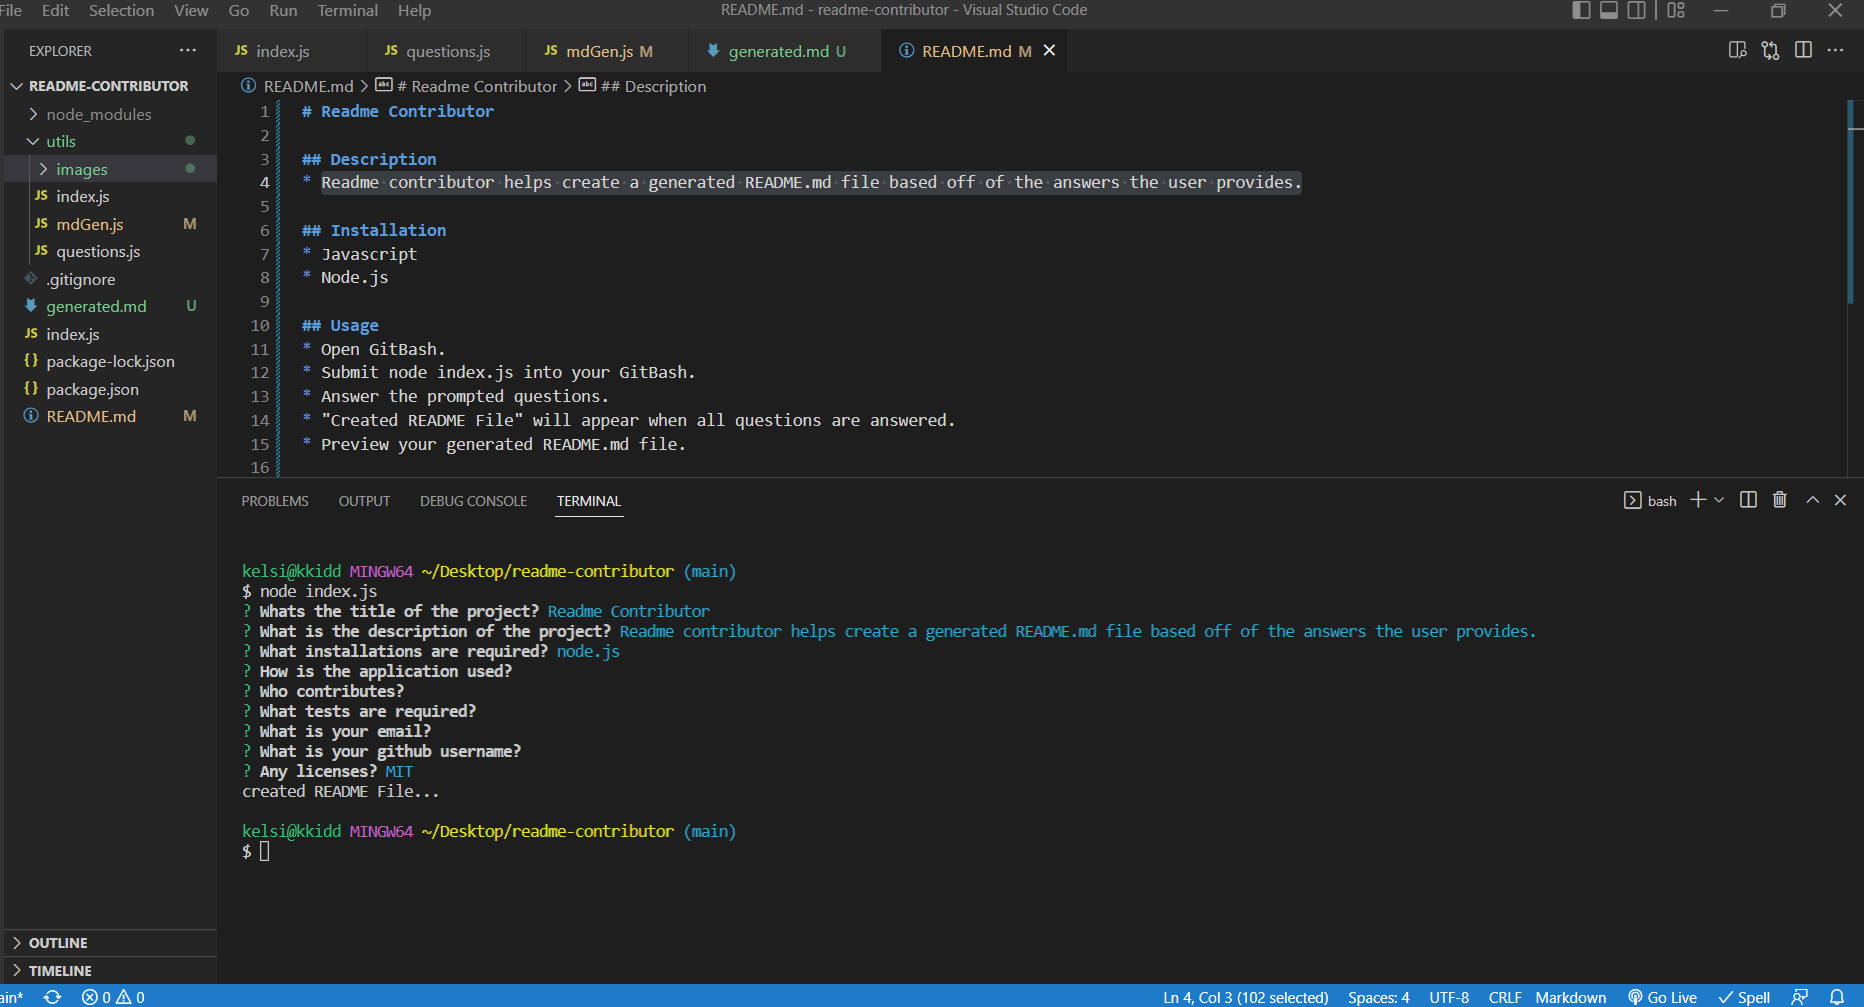 File Edit Selection View Go Run Terminal Help README.md - readme-contributor - Visual Studio Code
EXPLORER
README-CONTRIBUTOR
node_modules
utils
images
JS index.js
JS mdGen.js M
JS questions.js
.gitignore
generated.md U
JS index.js
{} package-lock.json
{} package.json
README.md M
OUTLINE
TIMELINE
JS index.js JS questions.js JS mdGen.js M generated.md U README.md M
README.md > # Readme Contributor > ## Description
1 # Readme Contributor
2
3 ## Description
4 * Readme contributor helps create a generated README.md file based off of the answers the user provides.
5
6 ## Installation
7 * Javascript
8 * Node.js
9
10 ## Usage
11 * Open GitBash.
12 * Submit node index.js into your GitBash.
13 * Answer the prompted questions.
14 * "Created README File" will appear when all questions are answered.
15 * Preview your generated README.md file.
16
PROBLEMS OUTPUT DEBUG CONSOLE TERMINAL bash
kelsi@kkidd MINGW64 ~/Desktop/readme-contributor (main)
$ node index.js
? Whats the title of the project? Readme Contributor
? What is the description of the project? Readme contributor helps create a generated README.md file based off of the answers the user provides.
? What installations are required? node.js
? How is the application used?
? Who contributes?
? What tests are required?
? What is your email?
? What is your github username?
? Any licenses? MIT
created README File...
kelsi@kkidd MINGW64 ~/Desktop/readme-contributor (main)
$
ain* 0 0 Ln 4, Col 3 (102 selected) Spaces: 4 UTF-8 CRLF Markdown Go Live Spell